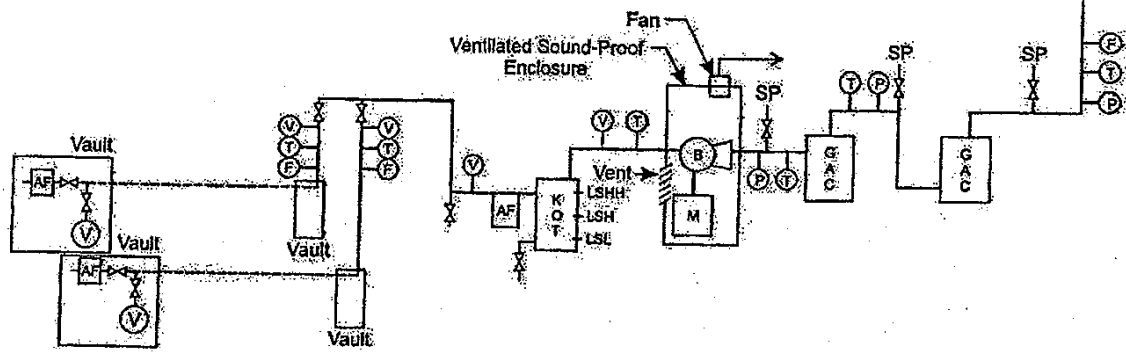 Fan
Ventilated Sound-Proof
Enclosure
SP
SP
SP
F
T
P
T
P
V
T
F
V
T
F
V
V
T
B
P
T
G
A
C
G
A
C
Vent
M
K
O
T
LSHH
LSH
LSL
AF
Vault
AF
V
Vault
Vault
AF
V
Vault